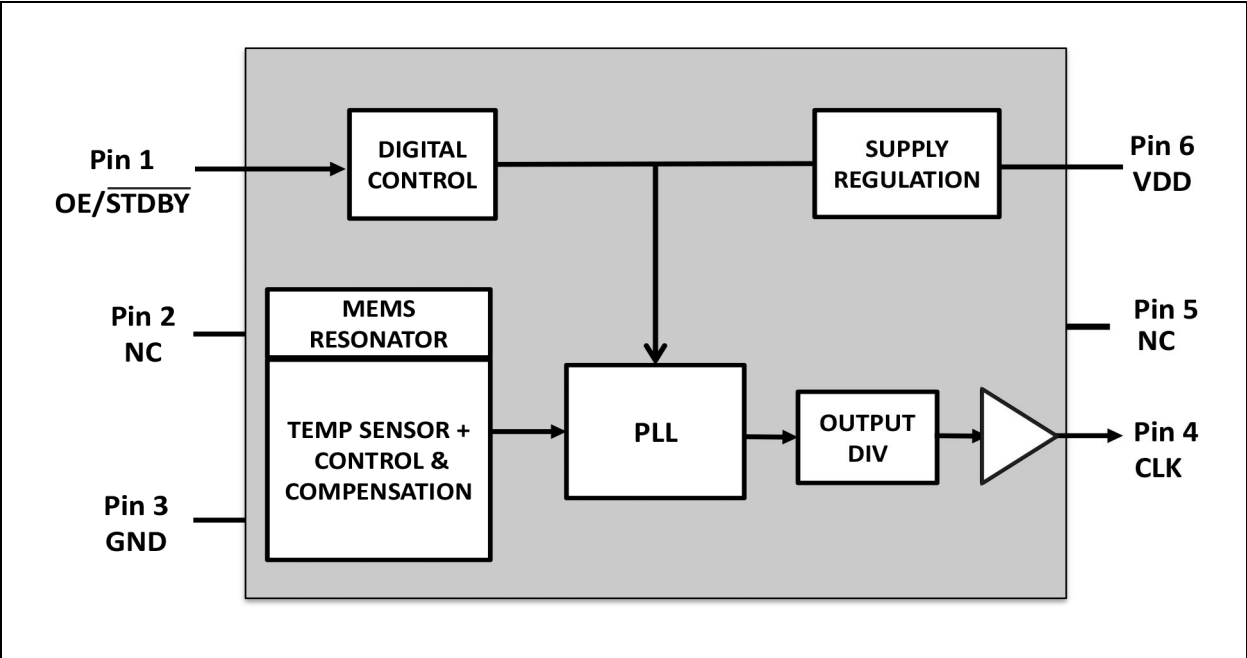 Pin 1
OE/STDBY
DIGITAL
CONTROL
SUPPLY
REGULATION
Pin 6
VDD
Pin 2
NC
MEMS
RESONATOR
Pin 5
NC
TEMP SENSOR +
CONTROL &
COMPENSATION
PLL
OUTPUT
DIV
Pin 4
CLK
Pin 3
GND